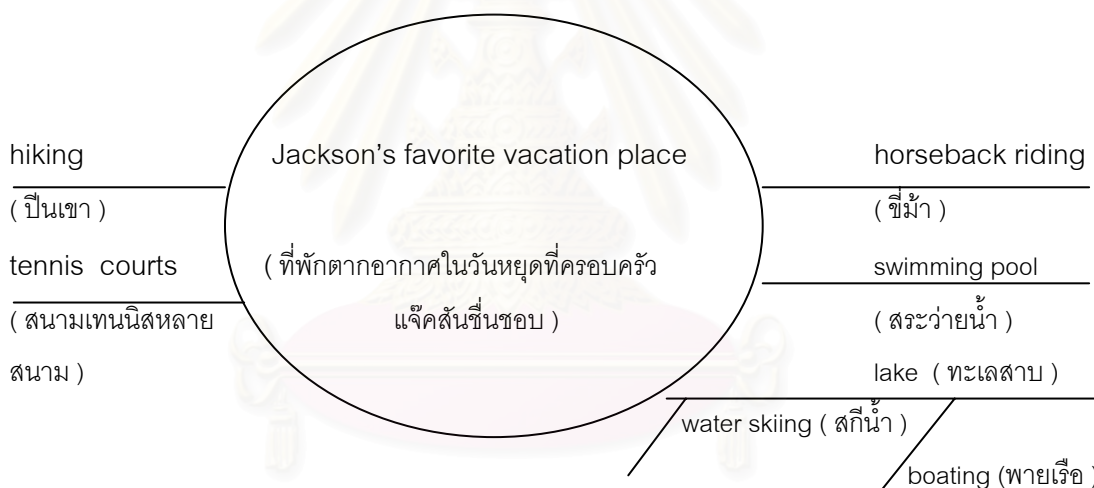 hiking
( ปีนเขา )
tennis courts
( สนามเทนนิสหลาย
สนาม )
Jackson's favorite vacation place
( ที่พักตากอากาศในวันหยุดที่ครอบครัว
แจ๊คสันชื่นชอบ )
horseback riding
( ขี่ม้า )
swimming pool
( สระว่ายน้ำ )
lake ( ทะเลสาบ )
water skiing ( สกีน้ำ )
boating (พายเรือ )